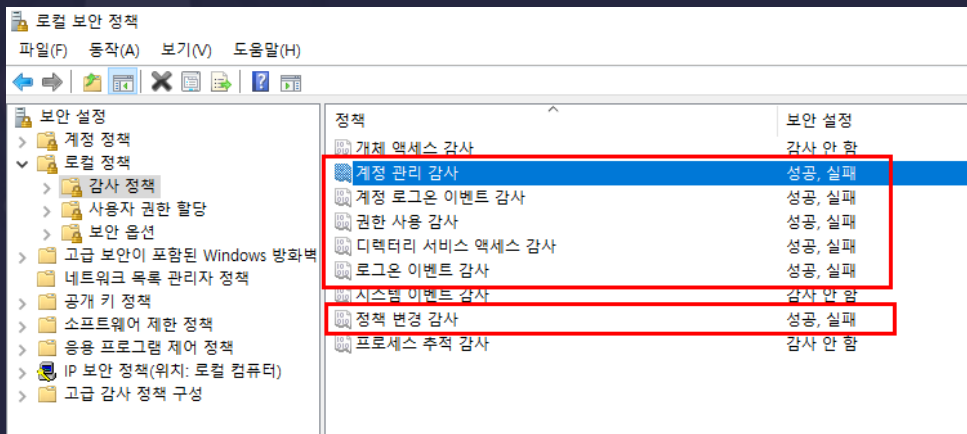 로컬 보안 정책
파일(F) 동작(A) 보기(V) 도움말(H)
보안 설정
계정 정책
로컬 정책
감사 정책
사용자 권한 할당
보안 옵션
고급 보안이 포함된 Windows 방화벽
네트워크 목록 관리자 정책
공개 키 정책
소프트웨어 제한 정책
응용 프로그램 제어 정책
IP 보안 정책(위치: 로컬 컴퓨터)
고급 감사 정책 구성
정책 보안 설정
개체 액세스 감사 감사 안 함
계정 관리 감사 성공, 실패
계정 로그온 이벤트 감사 성공, 실패
권한 사용 감사 성공, 실패
디렉터리 서비스 액세스 감사 성공, 실패
로그온 이벤트 감사 성공, 실패
시스템 이벤트 감사 감사 안 함
정책 변경 감사 성공, 실패
프로세스 추적 감사 감사 안 함